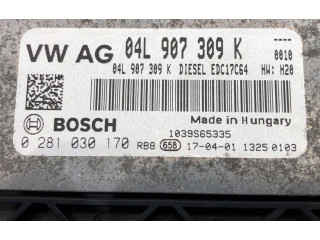 VW AG 04L 907 309 K ----
0010
04L 907 309 K DIESEL EDC17C64 HW: H20
BOSCH Made in Hungary
1039S65335
0 281 030 170 RB8 65B 17-04-01 1325 0103